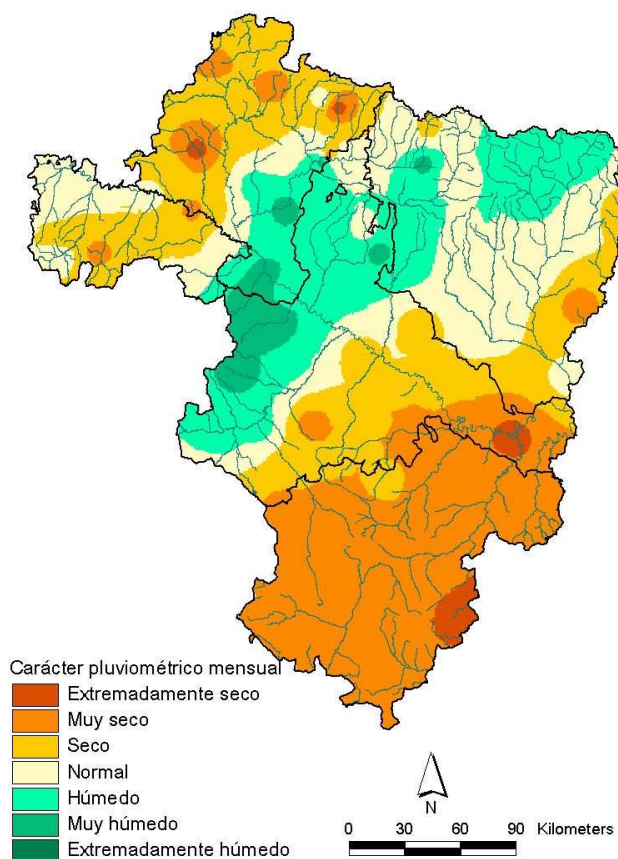 Carácter pluviométrico mensual
Extremadamente seco
Muy seco
Seco
Normal
Húmedo
Muy húmedo
Extremadamente húmedo
N
0 30 60 90 Kilometers